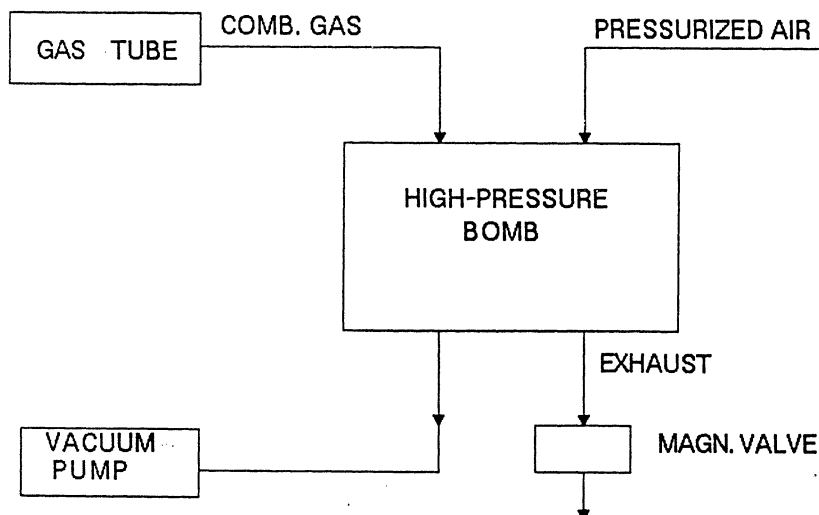 COMB. GAS
PRESSURIZED AIR
GAS TUBE
HIGH-PRESSURE
BOMB
EXHAUST
VACUUM
PUMP
MAGN. VALVE